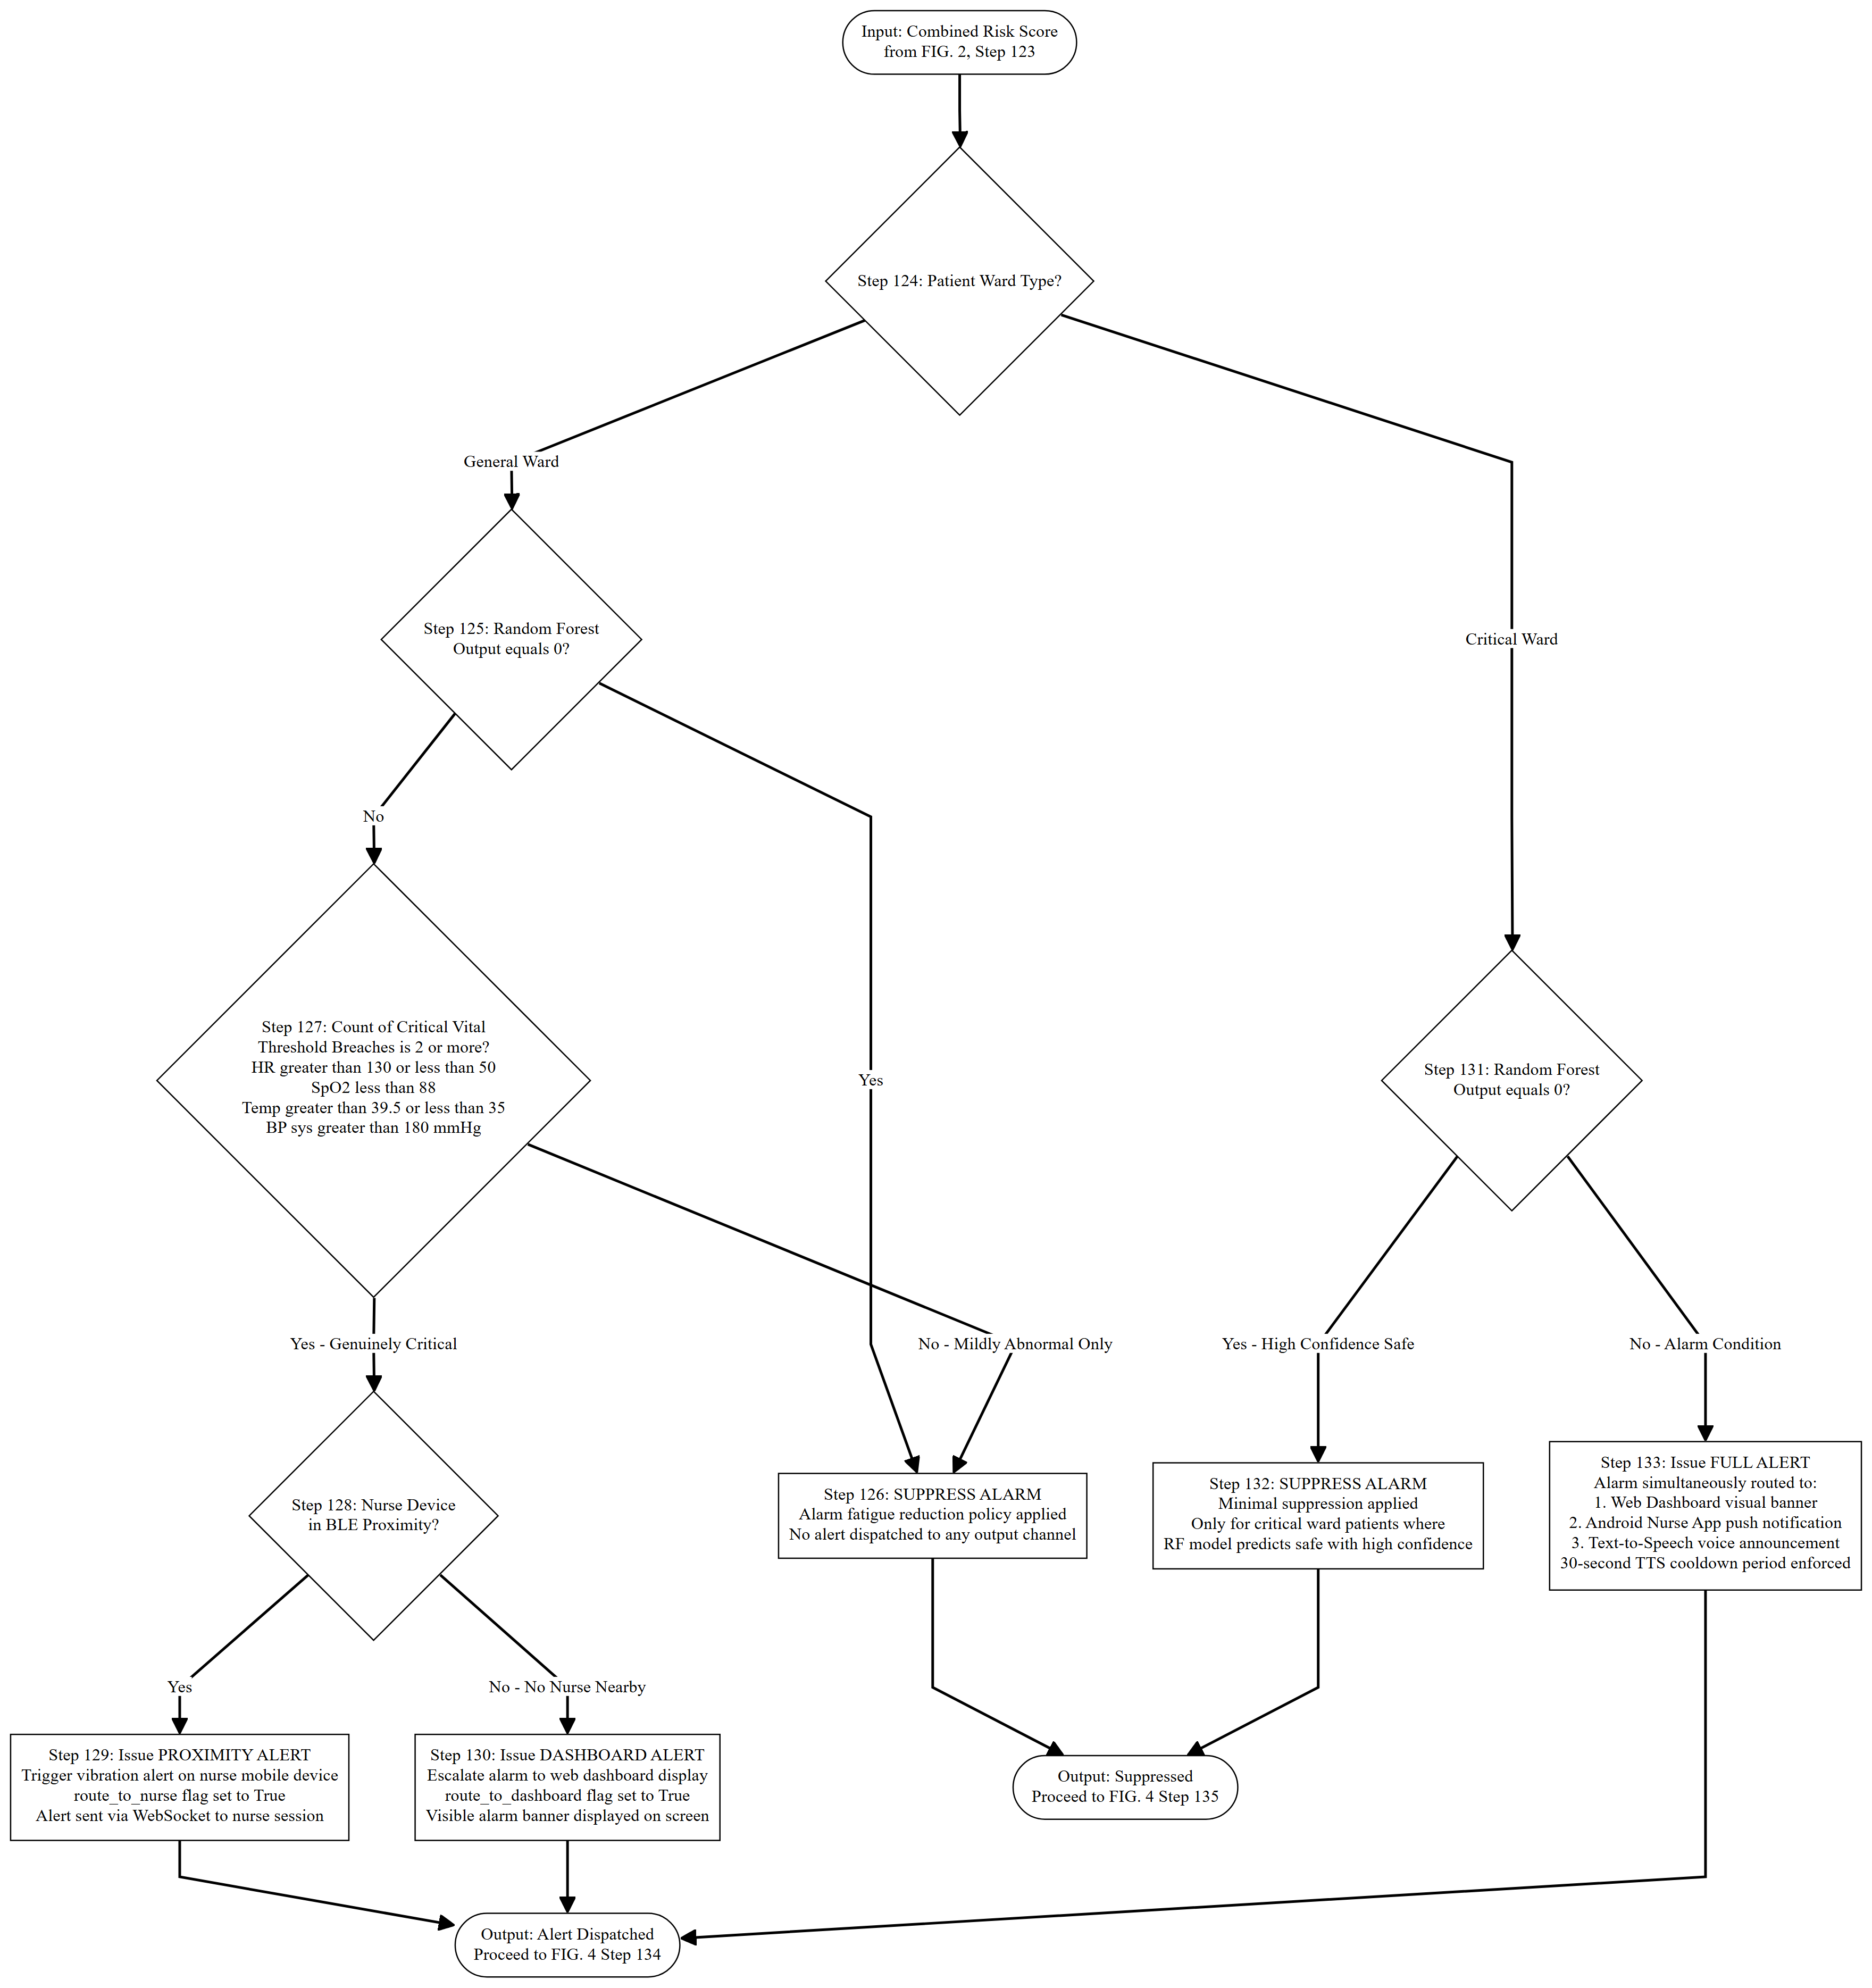 Input: Combined Risk Score
from FIG. 2, Step 123
Step 124: Patient Ward Type?
General Ward
Critical Ward
Step 125: Random Forest
Output equals 0?
No
Yes
Step 127: Count of Critical Vital
Threshold Breaches is 2 or more?
HR greater than 130 or less than 50
SpO2 less than 88
Temp greater than 39.5 or less than 35
BP sys greater than 180 mmHg
Step 131: Random Forest
Output equals 0?
Yes - Genuinely Critical
No - Mildly Abnormal Only
Yes - High Confidence Safe
No - Alarm Condition
Step 128: Nurse Device
in BLE Proximity?
Step 126: SUPPRESS ALARM
Alarm fatigue reduction policy applied
No alert dispatched to any output channel
Step 132: SUPPRESS ALARM
Minimal suppression applied
Only for critical ward patients where
RF model predicts safe with high confidence
Step 133: Issue FULL ALERT
Alarm simultaneously routed to:
1. Web Dashboard visual banner
2. Android Nurse App push notification
3. Text-to-Speech voice announcement
30-second TTS cooldown period enforced
Yes
No - No Nurse Nearby
Step 129: Issue PROXIMITY ALERT
Trigger vibration alert on nurse mobile device
route_to_nurse flag set to True
Alert sent via WebSocket to nurse session
Step 130: Issue DASHBOARD ALERT
Escalate alarm to web dashboard display
route_to_dashboard flag set to True
Visible alarm banner displayed on screen
Output: Suppressed
Proceed to FIG. 4 Step 135
Output: Alert Dispatched
Proceed to FIG. 4 Step 134